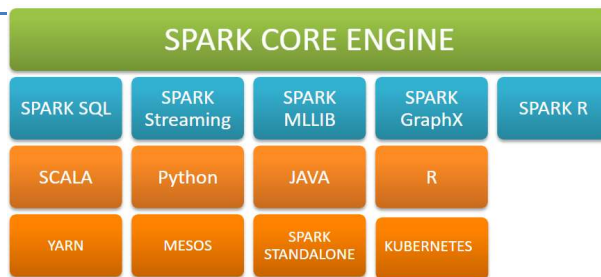 SPARK CORE ENGINE
SPARK SQL
SPARK
Streaming
SPARK
MLLIB
SPARK
GraphX
SPARK R
SCALA
Python
JAVA
R
YARN
MESOS
SPARK
STANDALONE
KUBERNETES